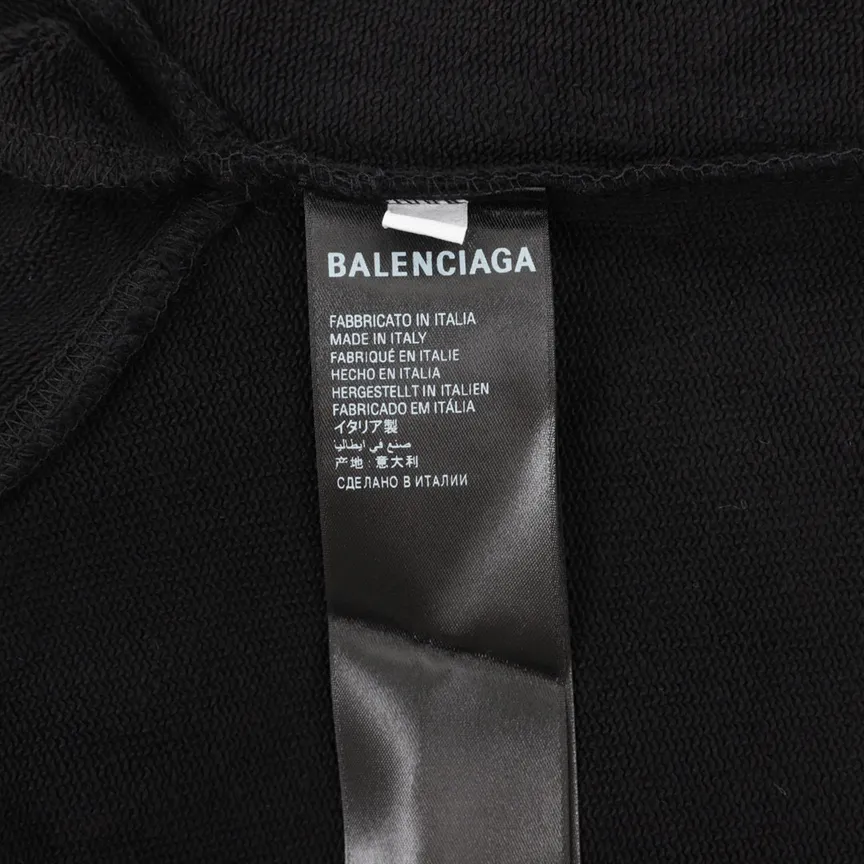 BALENCIAGA
FABBRICATO IN ITALIA
MADE IN ITALY
FABRIQUÉ EN ITALIE
HECHO EN ITALIA
HERGESTELLT IN ITALIEN
FABRICADO EM ITÁLIA
イタリア製
صنع في ايطاليا
产地：意大利
СДЕЛАНО В ИТАЛИИ